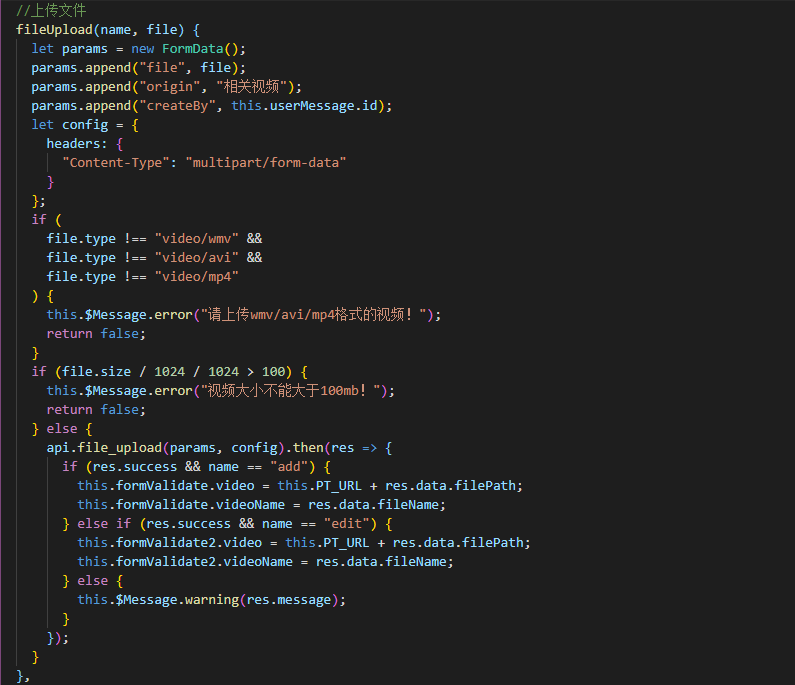 //上传文件
fileUpload(name, file) {
let params = new FormData();
params.append("file", file);
params.append("origin", "相关视频");
params.append("createBy", this.userMessage.id);
let config = {
headers: {
"Content-Type": "multipart/form-data"
}
};
if (
file.type !== "video/wmv" &&
file.type !== "video/avi" &&
file.type !== "video/mp4"
) {
this.$Message.error("请上传wmv/avi/mp4格式的视频！");
return false;
}
if (file.size / 1024 / 1024 > 100) {
this.$Message.error("视频大小不能大于100mb！");
return false;
} else {
api.file_upload(params, config).then(res => {
if (res.success && name == "add") {
this.formValidate.video = this.PT_URL + res.data.filePath;
this.formValidate.videoName = res.data.fileName;
} else if (res.success && name == "edit") {
this.formValidate2.video = this.PT_URL + res.data.filePath;
this.formValidate2.videoName = res.data.fileName;
} else {
this.$Message.warning(res.message);
}
});
}
},